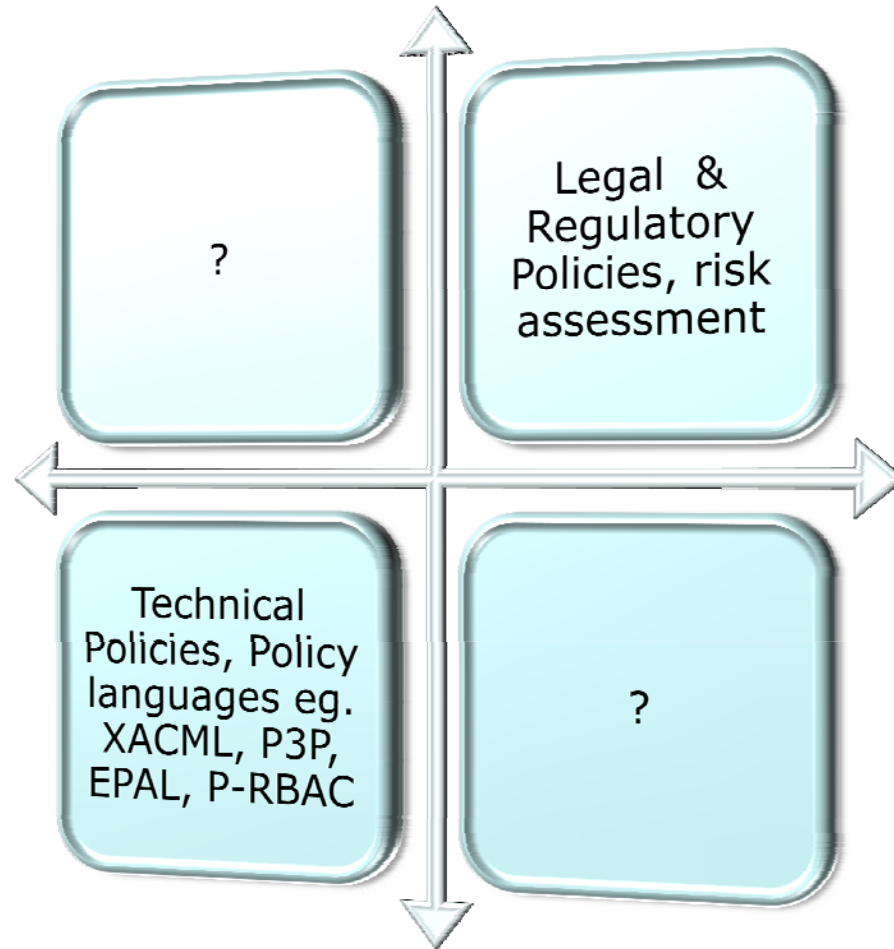 ?
Legal &
Regulatory
Policies, risk
assessment
Technical
Policies, Policy
languages eg.
XACML, P3P,
EPAL, P-RBAC
?